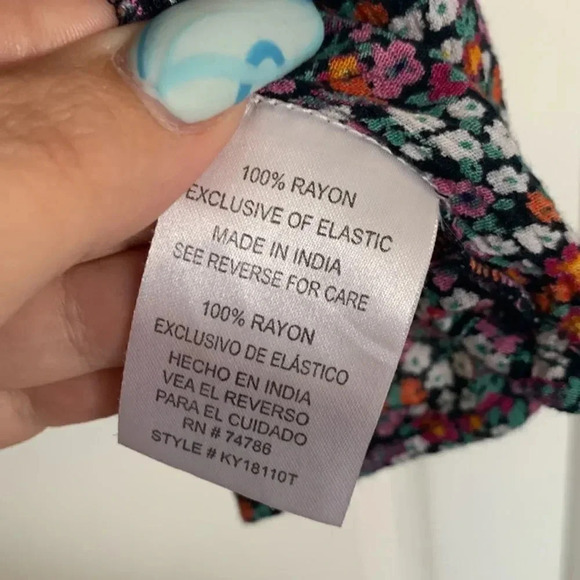 100% RAYON
EXCLUSIVE OF ELASTIC
MADE IN INDIA
SEE REVERSE FOR CARE
100% RAYON
EXCLUSIVO DE ELÁSTICO
HECHO EN INDIA
VEA EL REVERSO
PARA EL CUIDADO
RN # 74786
STYLE # KY18110T